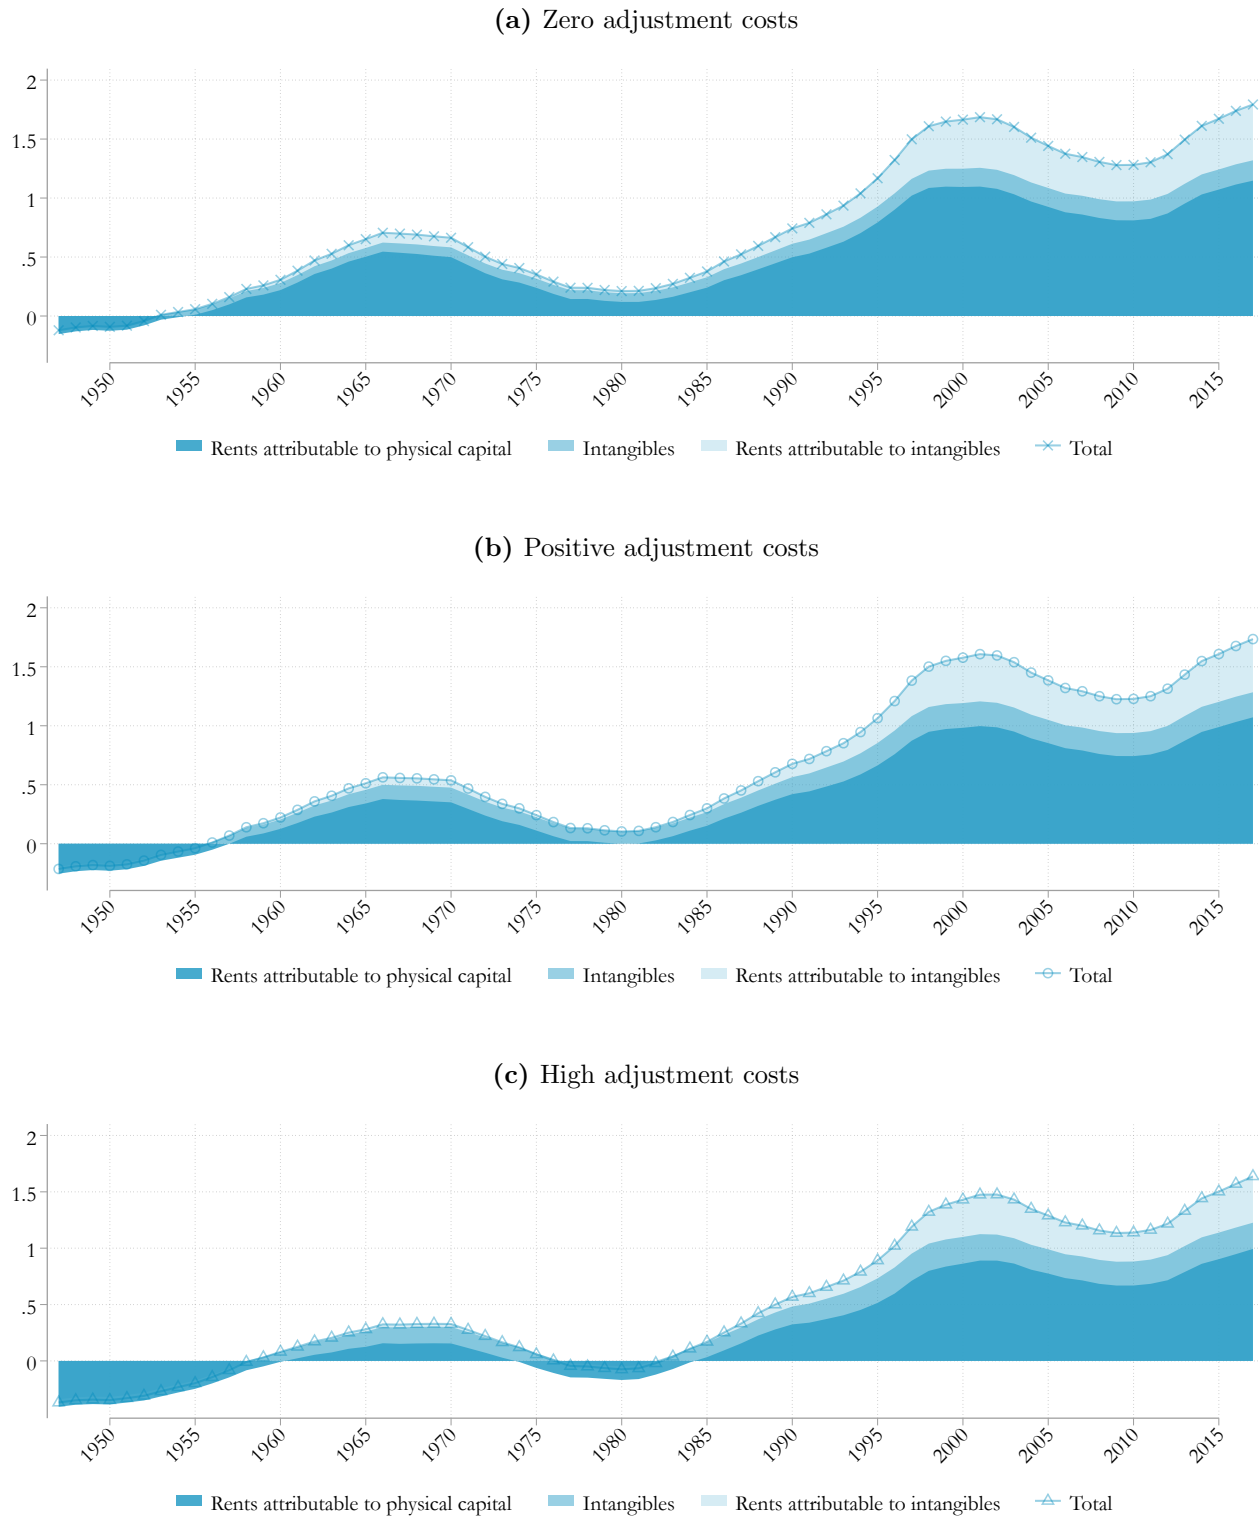 (a) Zero adjustment costs
2
1.5
1
.5
0
1950 1955 1960 1965 1970 1975 1980 1985 1990 1995 2000 2005 2010 2015
Rents attributable to physical capital Intangibles Rents attributable to intangibles Total
(b) Positive adjustment costs
2
1.5
1
.5
0
1950 1955 1960 1965 1970 1975 1980 1985 1990 1995 2000 2005 2010 2015
Rents attributable to physical capital Intangibles Rents attributable to intangibles Total
(c) High adjustment costs
2
1.5
1
.5
0
1950 1955 1960 1965 1970 1975 1980 1985 1990 1995 2000 2005 2010 2015
Rents attributable to physical capital Intangibles Rents attributable to intangibles Total